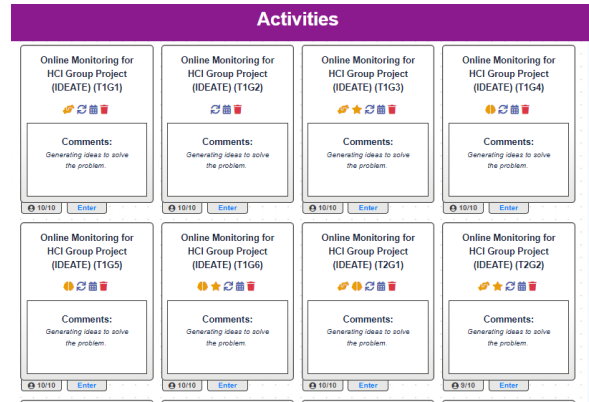 Activities
Online Monitoring for
HCI Group Project
(IDEATE) (T1G1)
Comments:
Generating ideas to solve
the problem.
10/10 Enter
Online Monitoring for
HCI Group Project
(IDEATE) (T1G2)
Comments:
Generating ideas to solve
the problem.
10/10 Enter
Online Monitoring for
HCI Group Project
(IDEATE) (T1G3)
Comments:
Generating ideas to solve
the problem.
10/10 Enter
Online Monitoring for
HCI Group Project
(IDEATE) (T1G4)
Comments:
Generating ideas to solve
the problem.
10/10 Enter
Online Monitoring for
HCI Group Project
(IDEATE) (T1G5)
Comments:
Generating ideas to solve
the problem.
10/10 Enter
Online Monitoring for
HCI Group Project
(IDEATE) (T1G6)
Comments:
Generating ideas to solve
the problem.
10/10 Enter
Online Monitoring for
HCI Group Project
(IDEATE) (T2G1)
Comments:
Generating ideas to solve
the problem.
10/10 Enter
Online Monitoring for
HCI Group Project
(IDEATE) (T2G2)
Comments:
Generating ideas to solve
the problem.
9/10 Enter